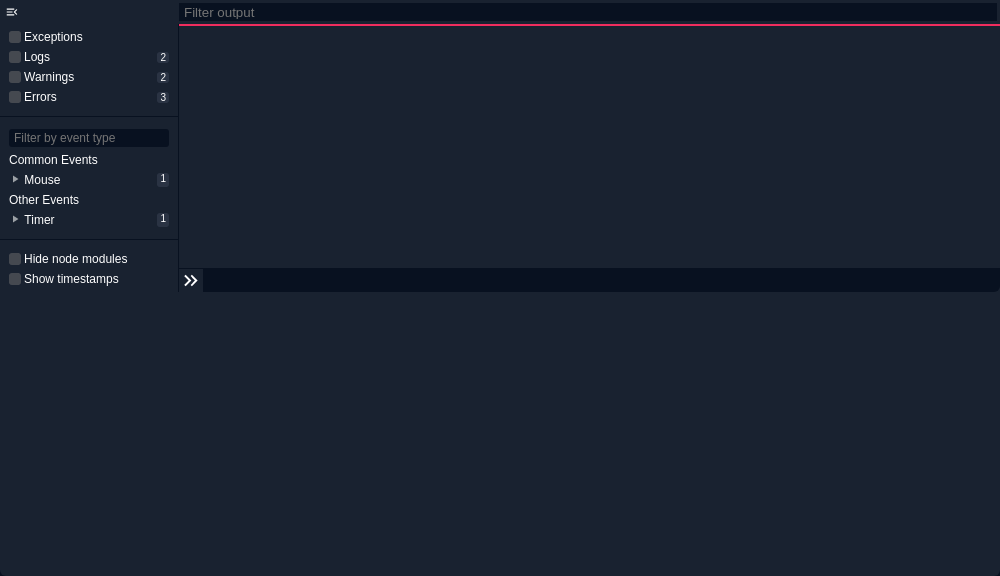 Filter output
Exceptions
Logs 2
Warnings 2
Errors 3
Filter by event type
Common Events
Mouse 1
Other Events
Timer 1
Hide node modules
Show timestamps